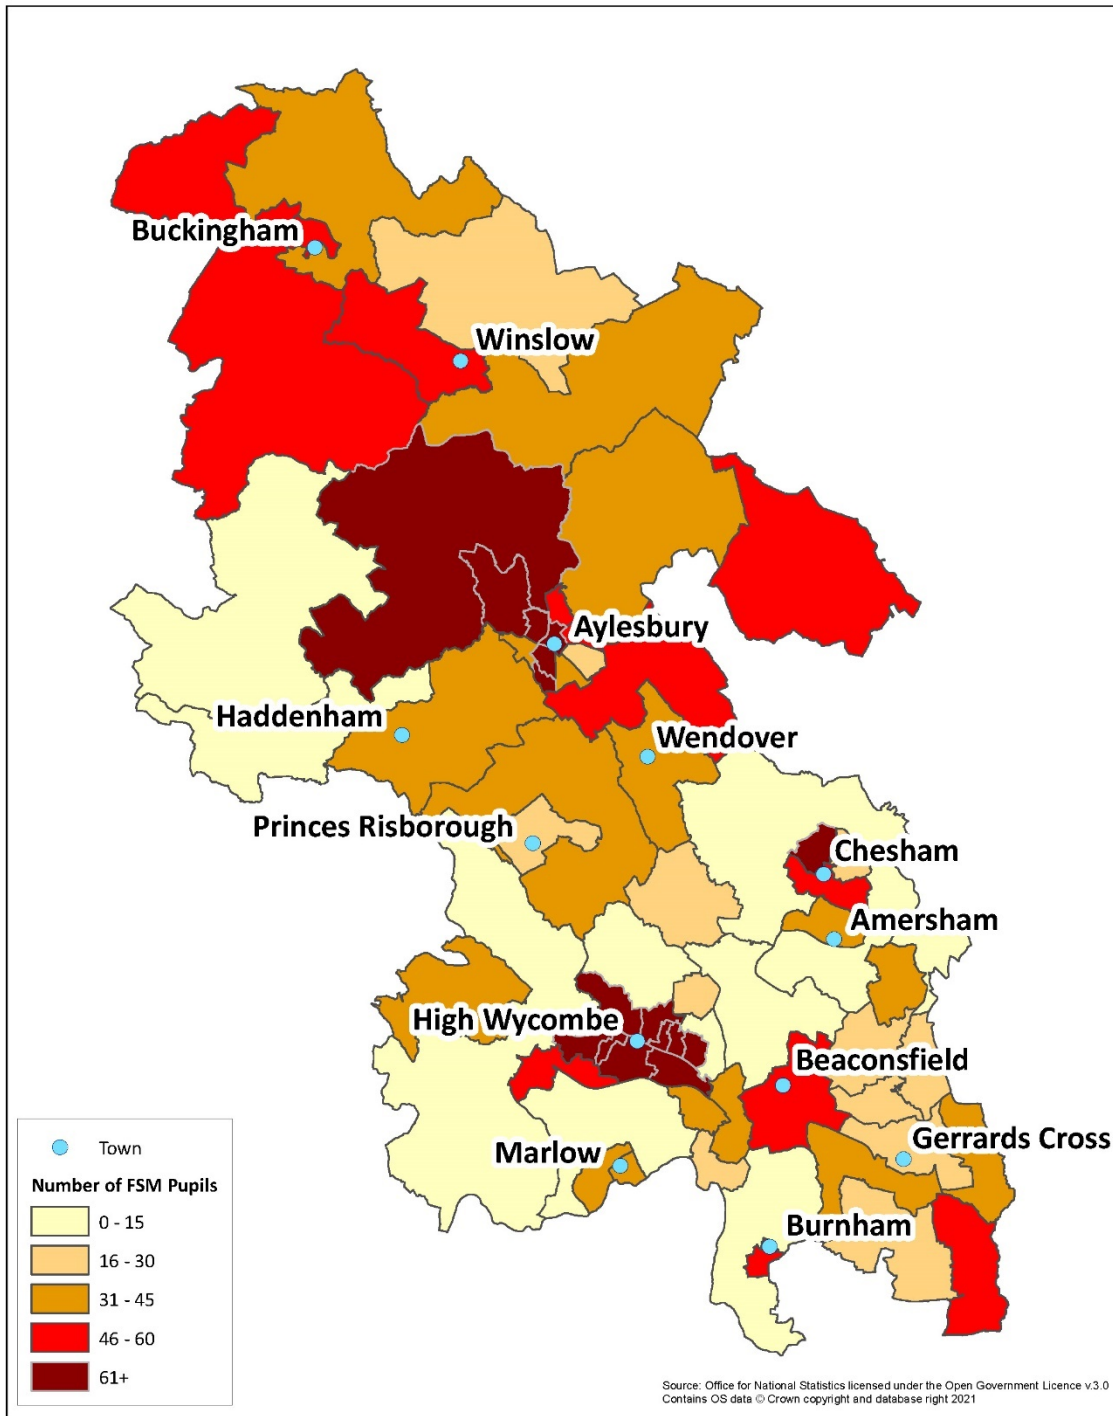 Buckingham
Winslow
Aylesbury
Haddenham
Wendover
Princes Risborough
Chesham
Amersham
High Wycombe
Beaconsfield
Marlow
Gerrards Cross
Burnham
Town
Number of FSM Pupils
0 - 15
16 - 30
31 - 45
46 - 60
61+
Source: Office for National Statistics licensed under the Open Government Licence v.3.0
Contains OS data © Crown copyright and database right 2021